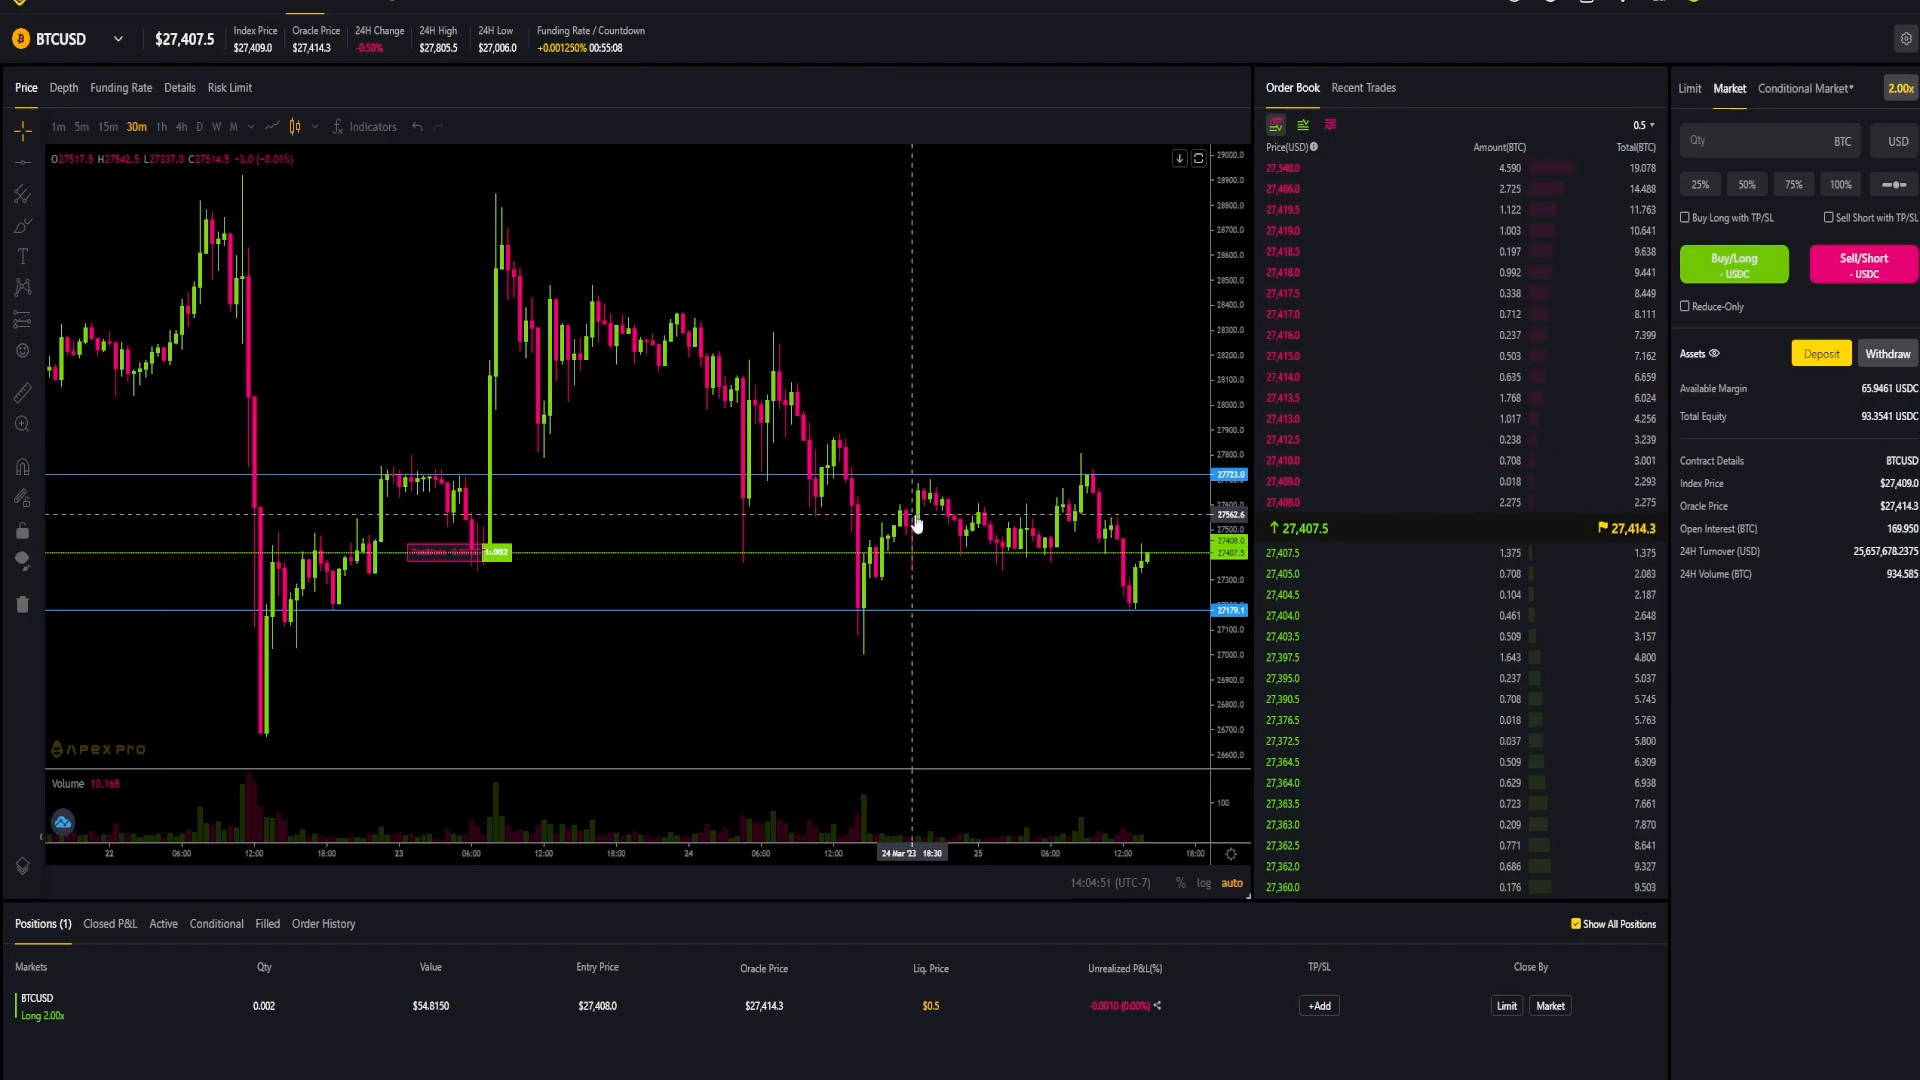 BTCUSD $27,407.5
Index Price Oracle Price 24H Change 24H High 24H Low Funding Rate / Countdown
$27,409.0 $27,414.3 -0.50% $27,805.5 $27,006.0 +0.001250% 00:55:08
Price Depth Funding Rate Details Risk Limit
1m 5m 15m 30m 1h 4h D W M Indicators
O27517.5 H27542.5 L27337.0 C27514.5 -3.0 (-0.01%)
29000.0
28900.0
28800.0
28700.0
28600.0
28500.0
28400.0
28300.0
28200.0
28100.0
28000.0
27900.0
27800.0
27723.0
27562.6
27500.0
27408.0
27407.5
0.002
27300.0
27179.1
27100.0
27000.0
26900.0
26800.0
26700.0
26600.0
APEX PRO
Volume 10.168
100
22 06:00 12:00 18:00 23 06:00 12:00 18:00 24 06:00 12:00 24 Mar '23 18:30 25 06:00 12:00 18:00
14:04:51 (UTC-7) % log auto
Order Book Recent Trades
0.5
Price(USD) Amount(BTC) Total(BTC)
27,540.0 4.590 19.078
27,486.0 2.725 14.488
27,419.5 1.122 11.763
27,419.0 1.003 10.641
27,418.5 0.197 9.638
27,418.0 0.992 9.441
27,417.5 0.338 8.449
27,417.0 0.712 8.111
27,416.0 0.237 7.399
27,415.0 0.503 7.162
27,414.0 0.635 6.659
27,413.5 1.768 6.024
27,413.0 1.017 4.256
27,412.5 0.238 3.239
27,410.0 0.708 3.001
27,409.0 0.018 2.293
27,408.0 2.275 2.275
↑ 27,407.5 27,414.3
27,407.5 1.375 1.375
27,405.0 0.708 2.083
27,404.5 0.104 2.187
27,404.0 0.461 2.648
27,403.5 0.509 3.157
27,397.5 1.643 4.800
27,395.0 0.237 5.037
27,390.5 0.708 5.745
27,376.5 0.018 5.763
27,372.5 0.037 5.800
27,364.5 0.509 6.309
27,364.0 0.629 6.938
27,363.5 0.723 7.661
27,363.0 0.209 7.870
27,362.5 0.771 8.641
27,362.0 0.686 9.327
27,360.0 0.176 9.503
Limit Market Conditional Market 2.00x
Qty BTC USD
25% 50% 75% 100%
Buy Long with TP/SL Sell Short with TP/SL
Buy/Long Sell/Short
- USDC - USDC
Reduce-Only
Assets Deposit Withdraw
Available Margin 65.9461 USDC
Total Equity 93.3541 USDC
Contract Details BTCUSD
Index Price $27,409.0
Oracle Price $27,414.3
Open Interest (BTC) 169.950
24H Turnover (USD) 25,657,678.2375
24H Volume (BTC) 934.585
Positions (1) Closed P&L Active Conditional Filled Order History Show All Positions
Markets Qty Value Entry Price Oracle Price Liq. Price Unrealized P&L(%) TP/SL Close By
BTCUSD 0.002 $54.8150 $27,408.0 $27,414.3 $0.5 -0.0010 (0.00%) +Add Limit Market
Long 2.00x